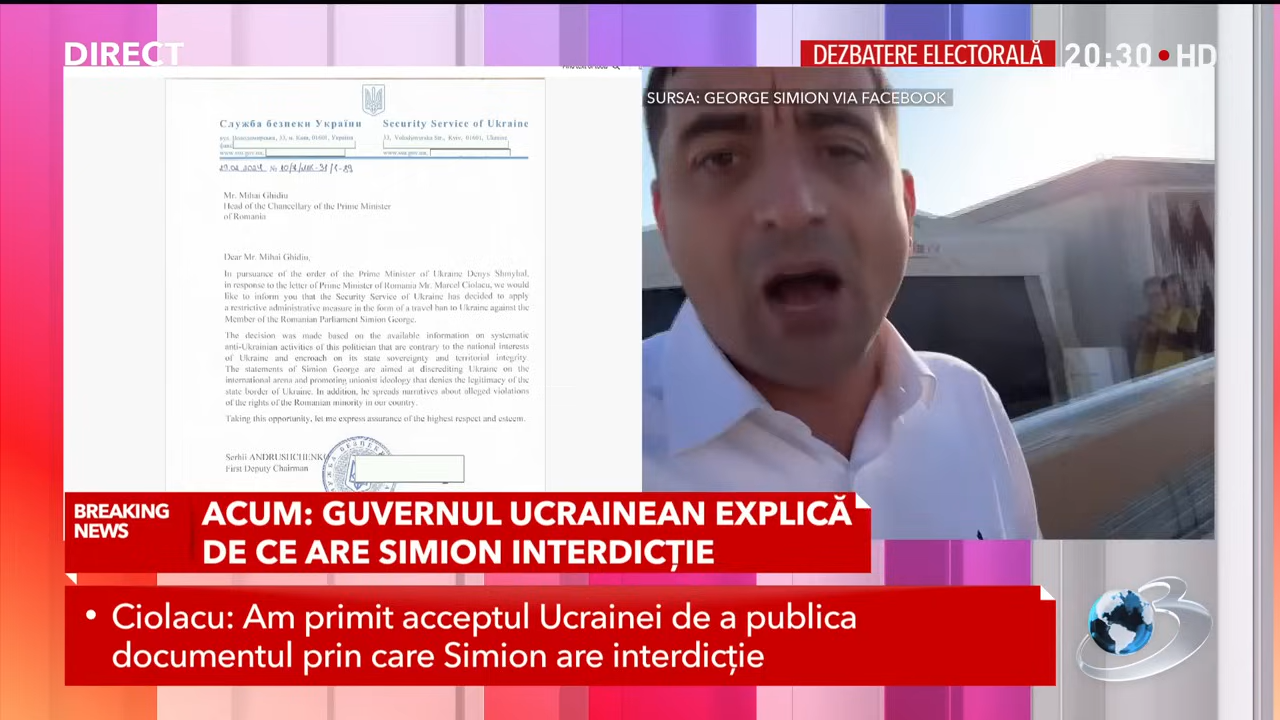 DIRECT
DEZBATERE ELECTORALĂ
20:30 • HD
SURSA: GEORGE SIMION VIA FACEBOOK
Служба безпеки України
Security Service of Ukraine
Mr. Mihai Ghidiu
Head of the Chancellary of the Prime Minister
of Romania
Dear Mr. Mihai Ghidiu,
In pursuance of the order of the Prime Minister of Ukraine Denys Shmyhal,
in response to the letter of Prime Minister of Romania Mr. Marcel Ciolacu, we would
like to inform you that the Security Service of Ukraine has decided to apply
a restrictive administrative measure in the form of a travel ban to Ukraine against the
Member of the Romanian Parliament Simion George.
The decision was made based on the available information on systematic
anti-Ukrainian activities of this politician that are contrary to the national interests
of Ukraine and encroach on its state sovereignty and territorial integrity.
The statements of Simion George are aimed at discrediting Ukraine on the
international arena and promoting unionist ideology that denies the legitimacy of the
state border of Ukraine. In addition, he spreads narratives about alleged violations
of the rights of the Romanian minority in our country.
Taking this opportunity, let me express assurance of the highest respect and esteem.
Serhii ANDRUSHCHENKO
First Deputy Chairman
BREAKING
NEWS
ACUM: GUVERNUL UCRAINEAN EXPLICĂ
DE CE ARE SIMION INTERDICȚIE
• Ciolacu: Am primit acceptul Ucrainei de a publica
documentul prin care Simion are interdicție
3